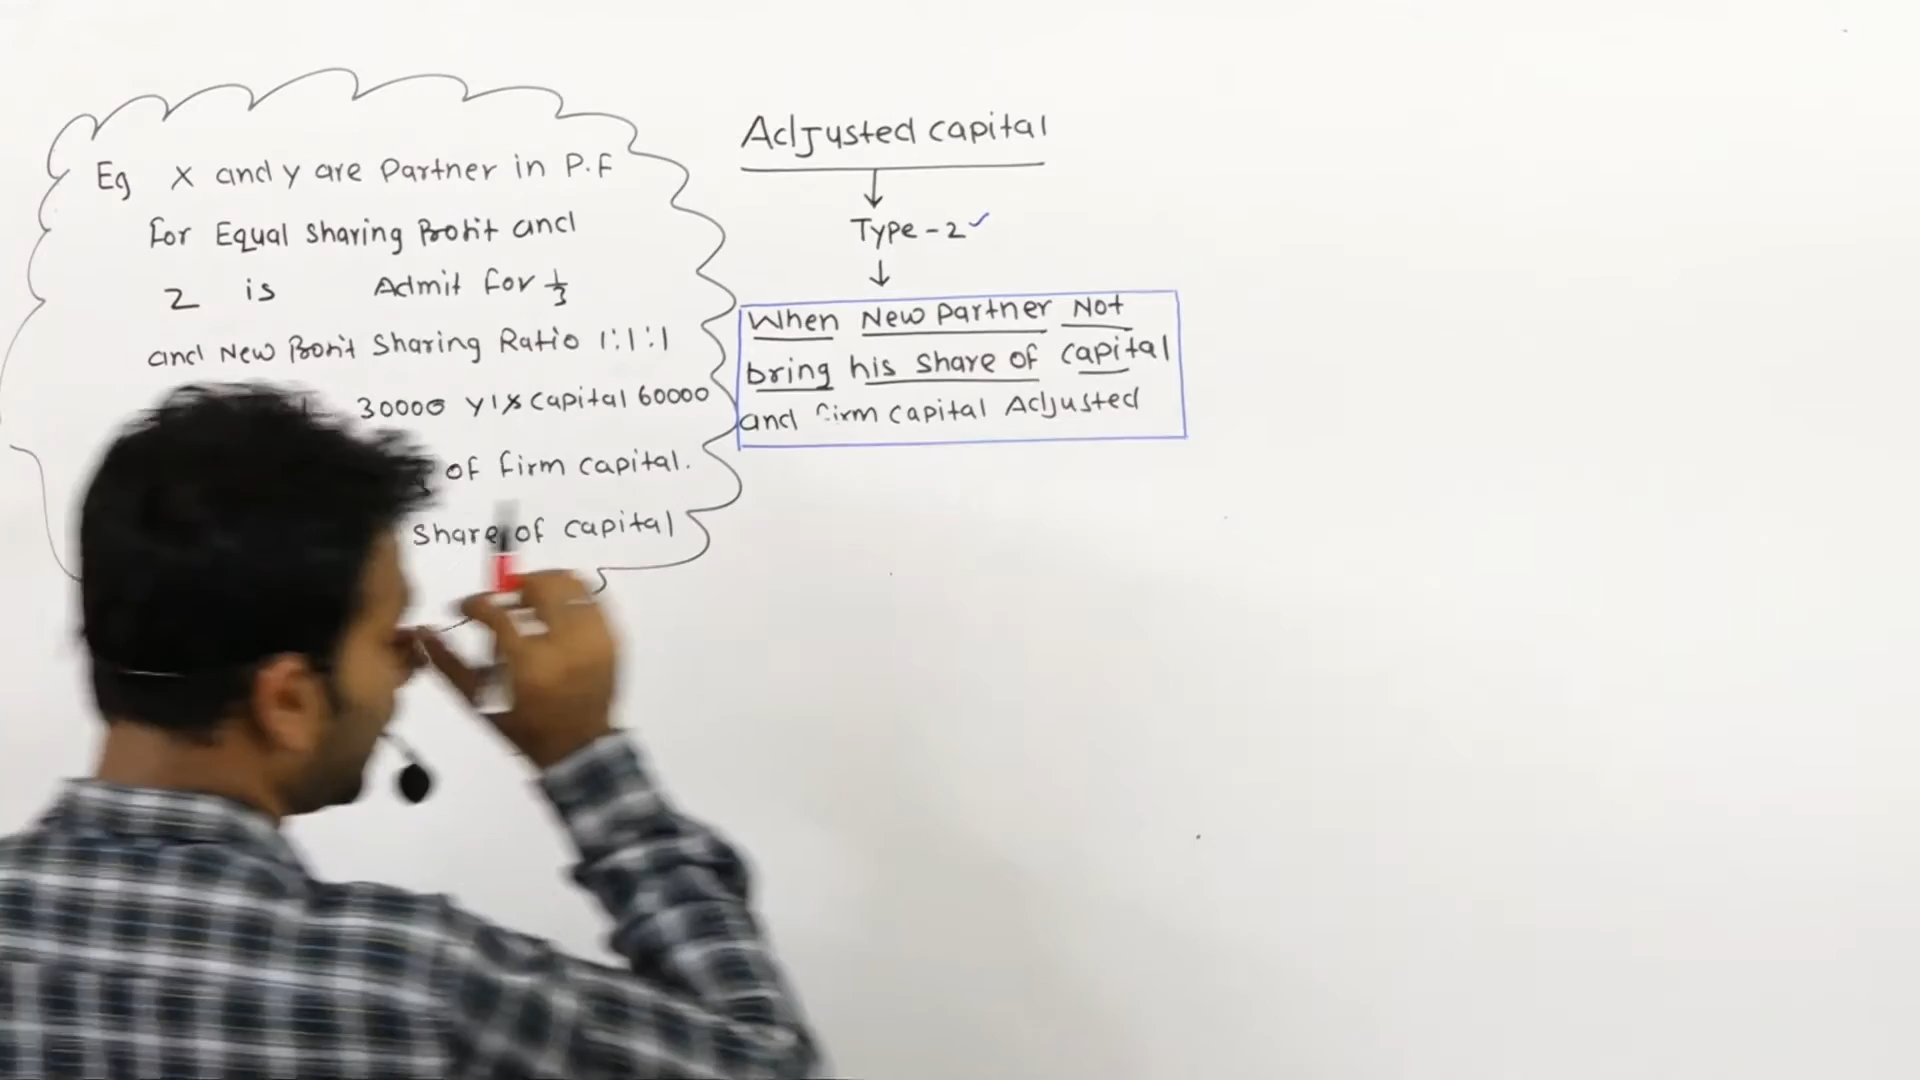 Eg X and y are Partner in P.F
for Equal sharing Profit and
Z is Admit for 1/3
and New Profit Sharing Ratio 1:1:1
30000 y's capital 60000
of firm capital.
share of capital
Adjusted capital
Type-2✓
When New partner Not
bring his share of capital
and firm capital Adjusted